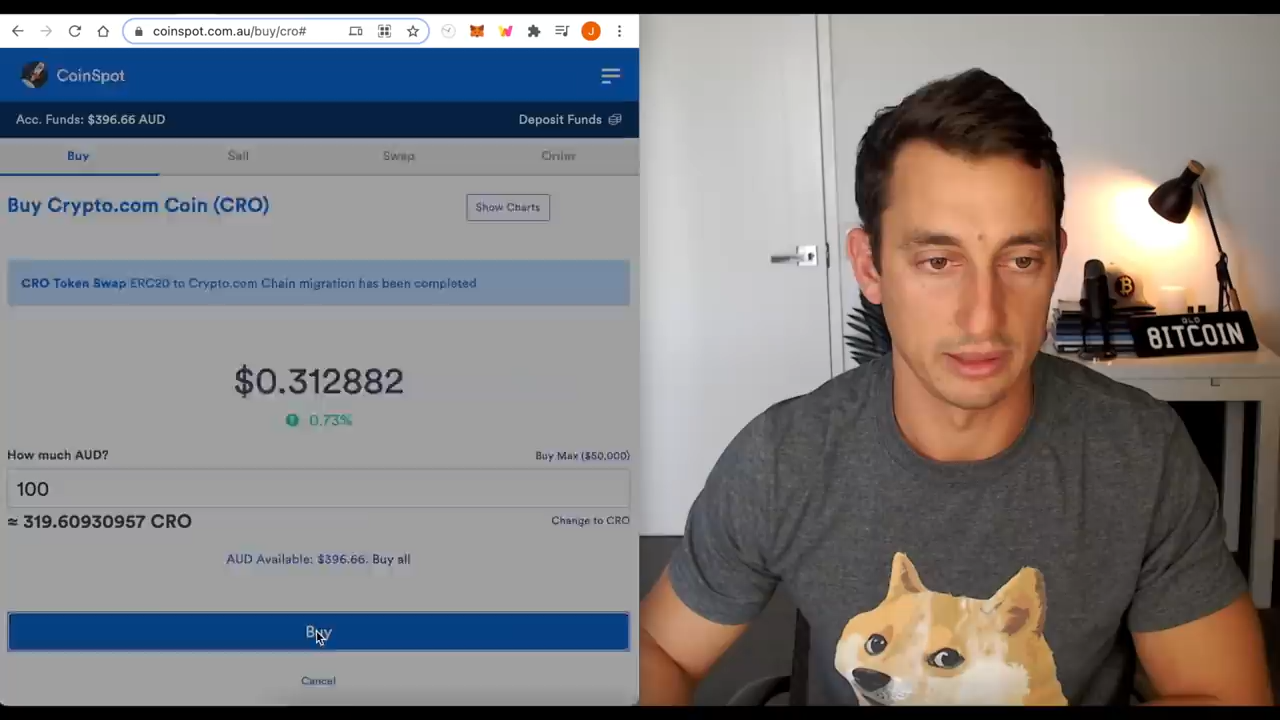 coinspot.com.au/buy/cro#
J
CoinSpot
Acc. Funds: $396.66 AUD
Deposit Funds
Buy
Sell
Swap
Order
Buy Crypto.com Coin (CRO)
Show Charts
CRO Token Swap ERC20 to Crypto.com Chain migration has been completed
$0.312882
0.73%
How much AUD?
Buy Max ($50,000)
100
≈ 319.60930957 CRO
Change to CRO
AUD Available: $396.66. Buy all
Buy
Cancel
QLD
8ITCOIN